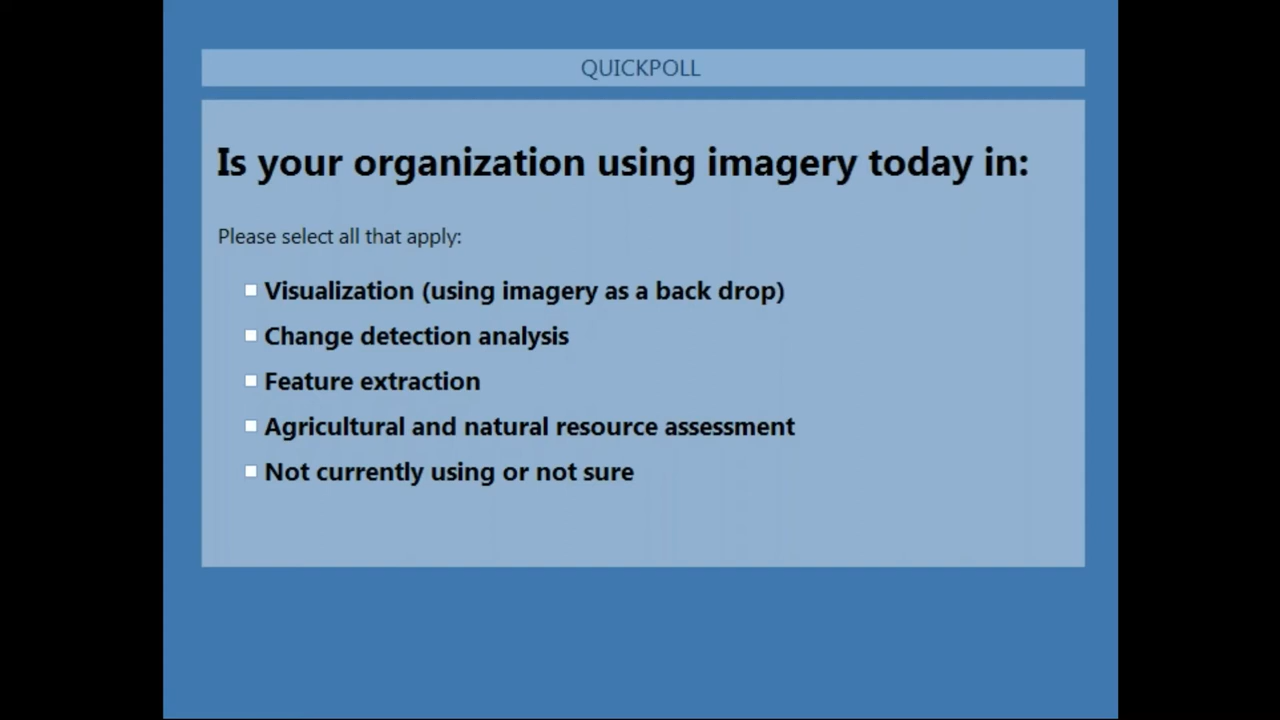 QUICKPOLL
Is your organization using imagery today in:
Please select all that apply:
Visualization (using imagery as a back drop)
Change detection analysis
Feature extraction
Agricultural and natural resource assessment
Not currently using or not sure